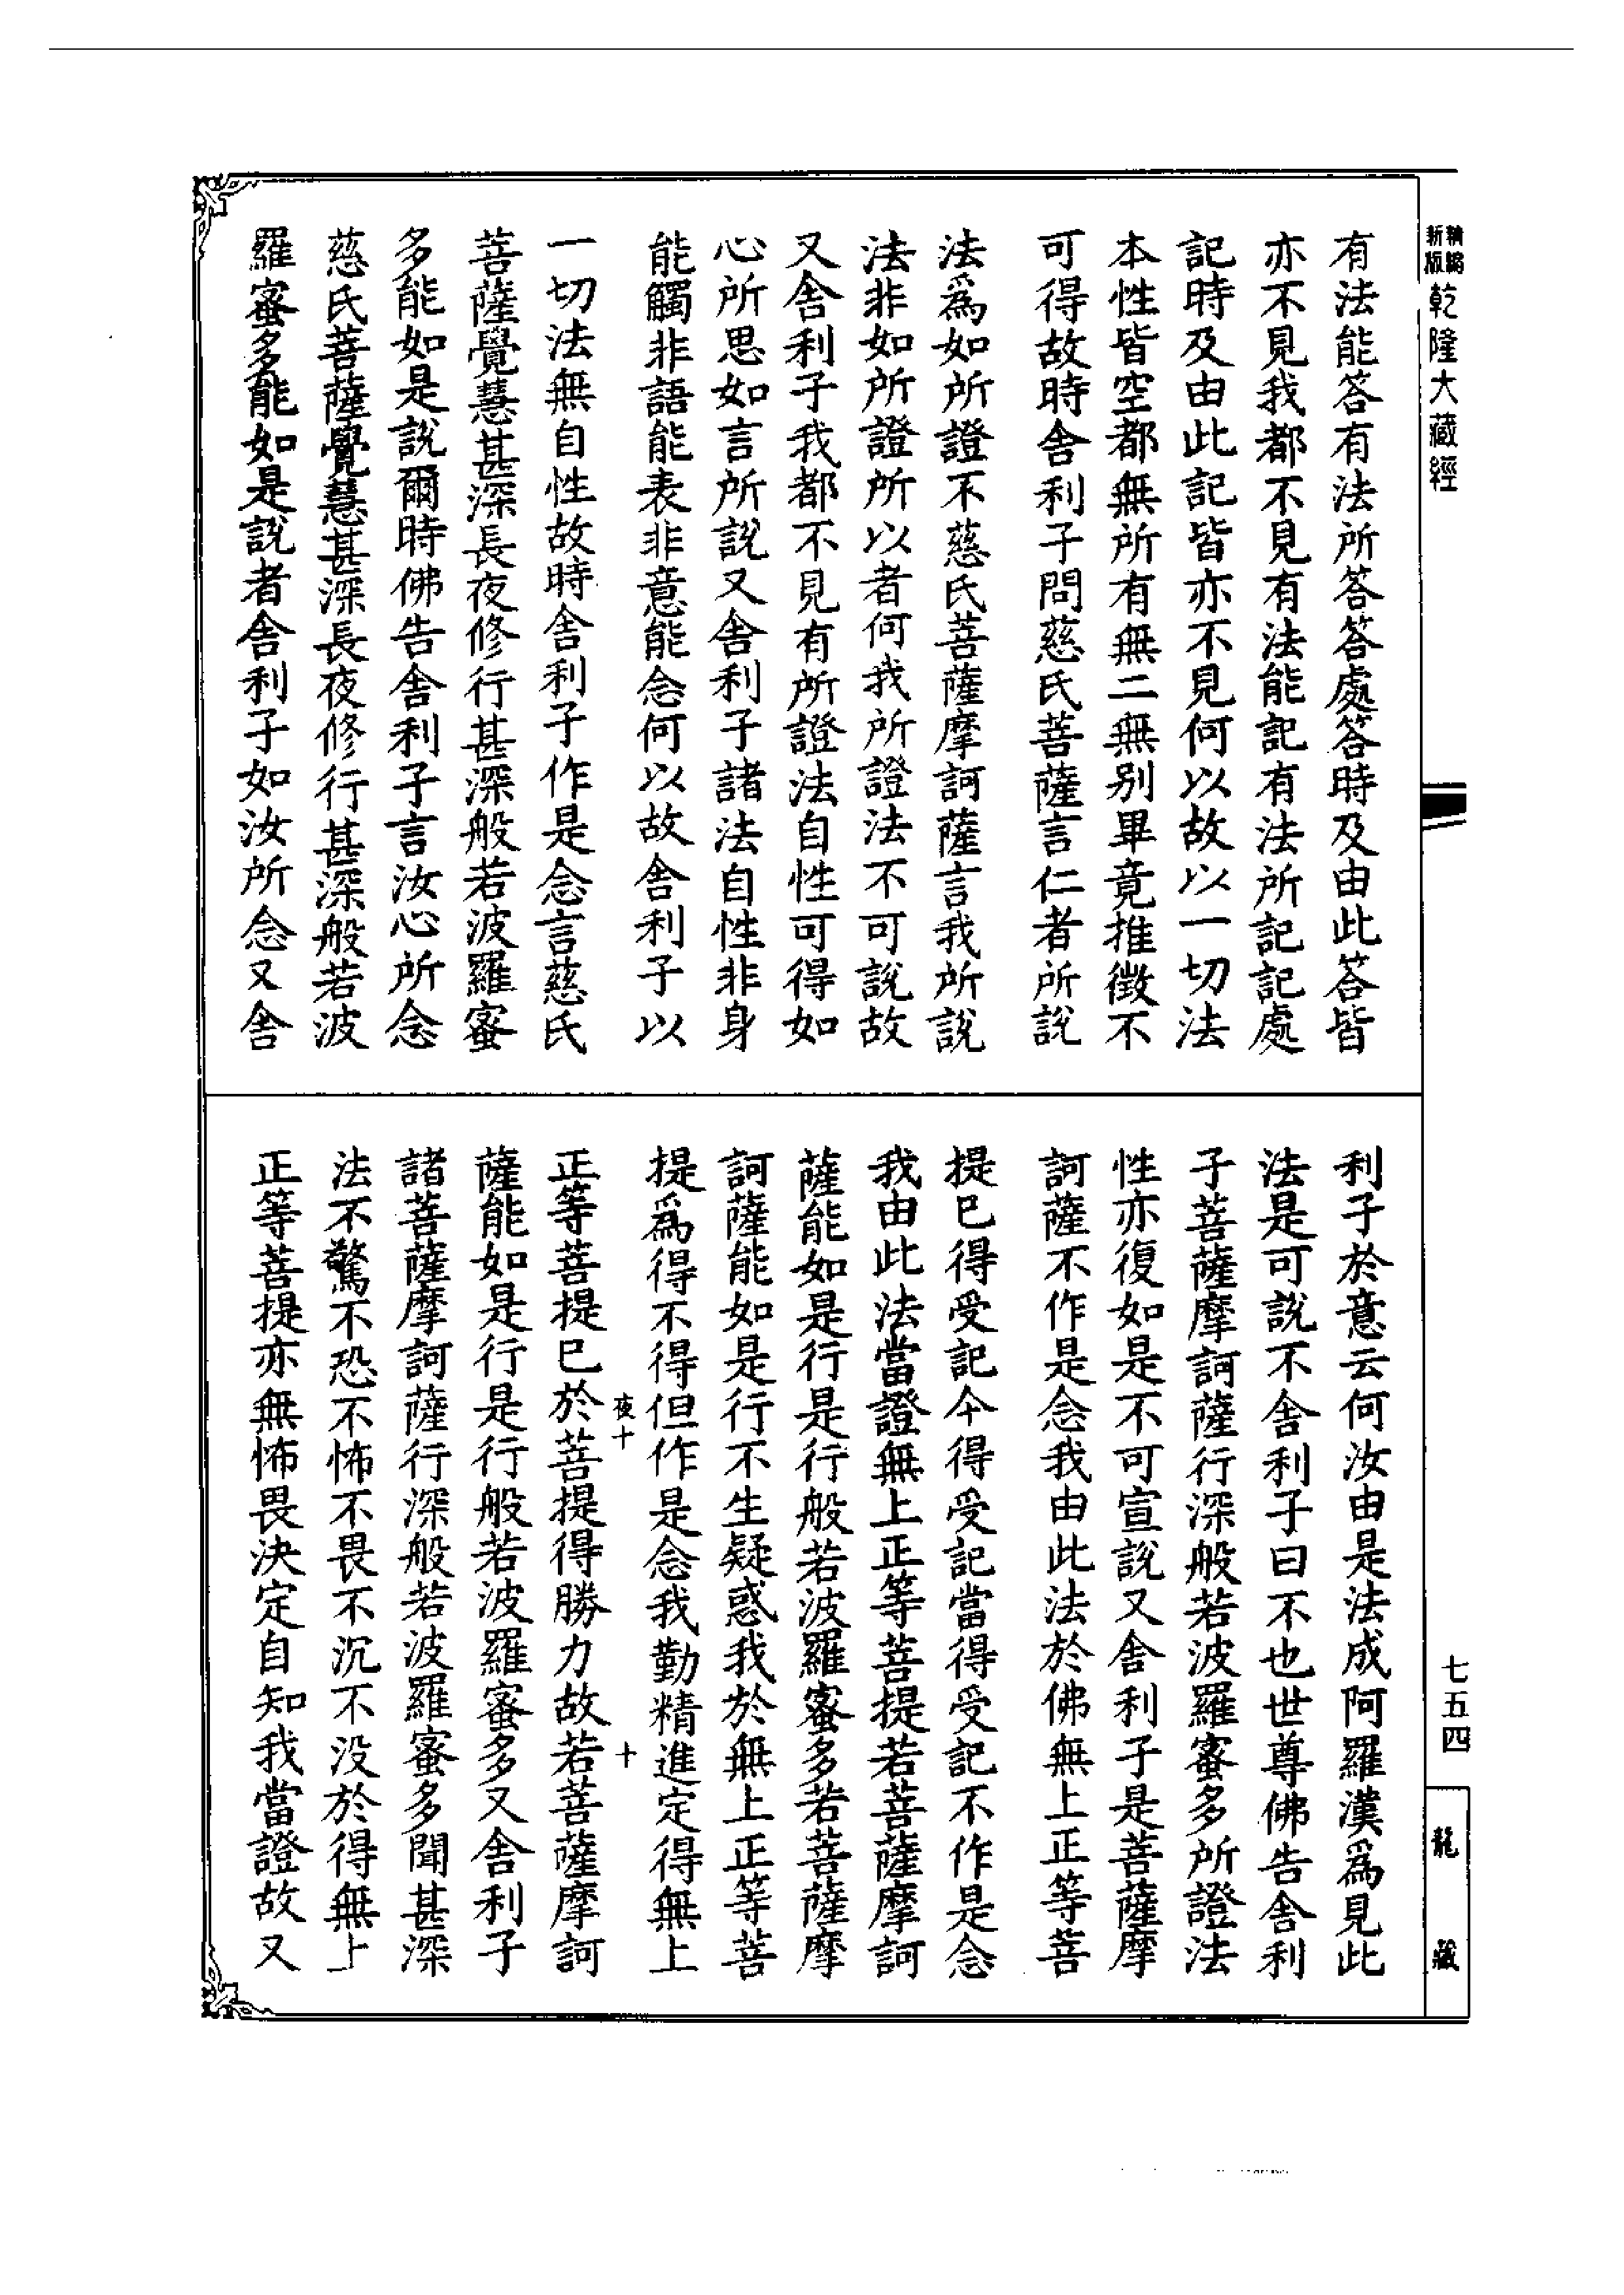 精縮
新版
乾隆大藏經
有法能答有法所答答處答時及由此答皆
亦不見我都不見有法能記有法所記記處
記時及由此記皆亦不見何以故以一切法
本性皆空都無所有無二無別畢竟推徵不
可得故時舍利子問慈氏菩薩言仁者所說
法為如所證不慈氏菩薩摩訶薩言我所說
法非如所證所以者何我所證法不可說故
又舍利子我都不見有所證法自性可得如
心所思如言所說又舍利子諸法自性非身
能觸非語能表非意能念何以故舍利子以
一切法無自性故時舍利子作是念言慈氏
菩薩覺慧甚深長夜修行甚深般若波羅蜜
多能如是說爾時佛告舍利子言汝心所念
慈氏菩薩覺慧甚深長夜修行甚深般若波
羅蜜多能如是說者舍利子如汝所念又舍
利子於意云何汝由是法成阿羅漢為見此
法是可說不舍利子曰不也世尊佛告舍利
子菩薩摩訶薩行深般若波羅蜜多所證法
性亦復如是不可宣說又舍利子是菩薩摩
訶薩不作是念我由此法於佛無上正等菩
提已得受記今得受記當得受記不作是念
我由此法當證無上正等菩提若菩薩摩訶
薩能如是行是行般若波羅蜜多若菩薩摩
訶薩能如是行不生疑惑我於無上正等菩
提為得不得但作是念我勤精進定得無上
夜十
十
正等菩提已於菩提得勝力故若菩薩摩訶
薩能如是行是行般若波羅蜜多又舍利子
諸菩薩摩訶薩行深般若波羅蜜多聞甚深
法不驚不恐不怖不畏不沉不没於得無上
正等菩提亦無怖畏決定自知我當證故又
七五四
龍藏